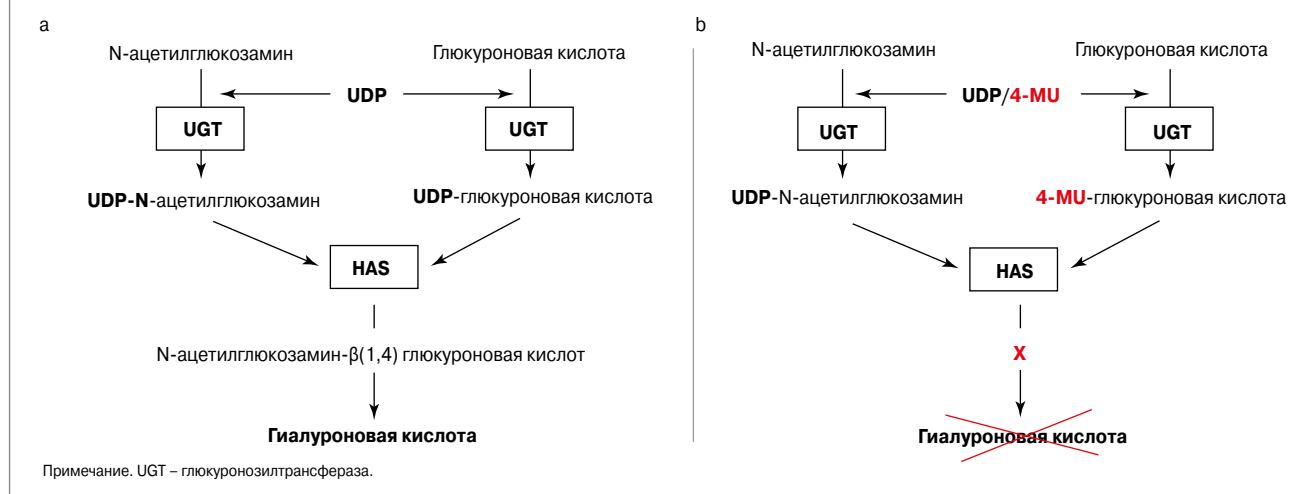 a
N-ацетилглюкозамин
Глюкуроновая кислота
UDP
UGT
UGT
UDP-N-ацетилглюкозамин
UDP-глюкуроновая кислота
HAS
N-ацетилглюкозамин-β(1,4) глюкуроновая кислот
Гиалуроновая кислота
b
N-ацетилглюкозамин
Глюкуроновая кислота
UDP/4-MU
UGT
UGT
UDP-N-ацетилглюкозамин
4-MU-глюкуроновая кислота
HAS
X
Гиалуроновая кислота
Примечание. UGT – глюкуронозилтрансфераза.